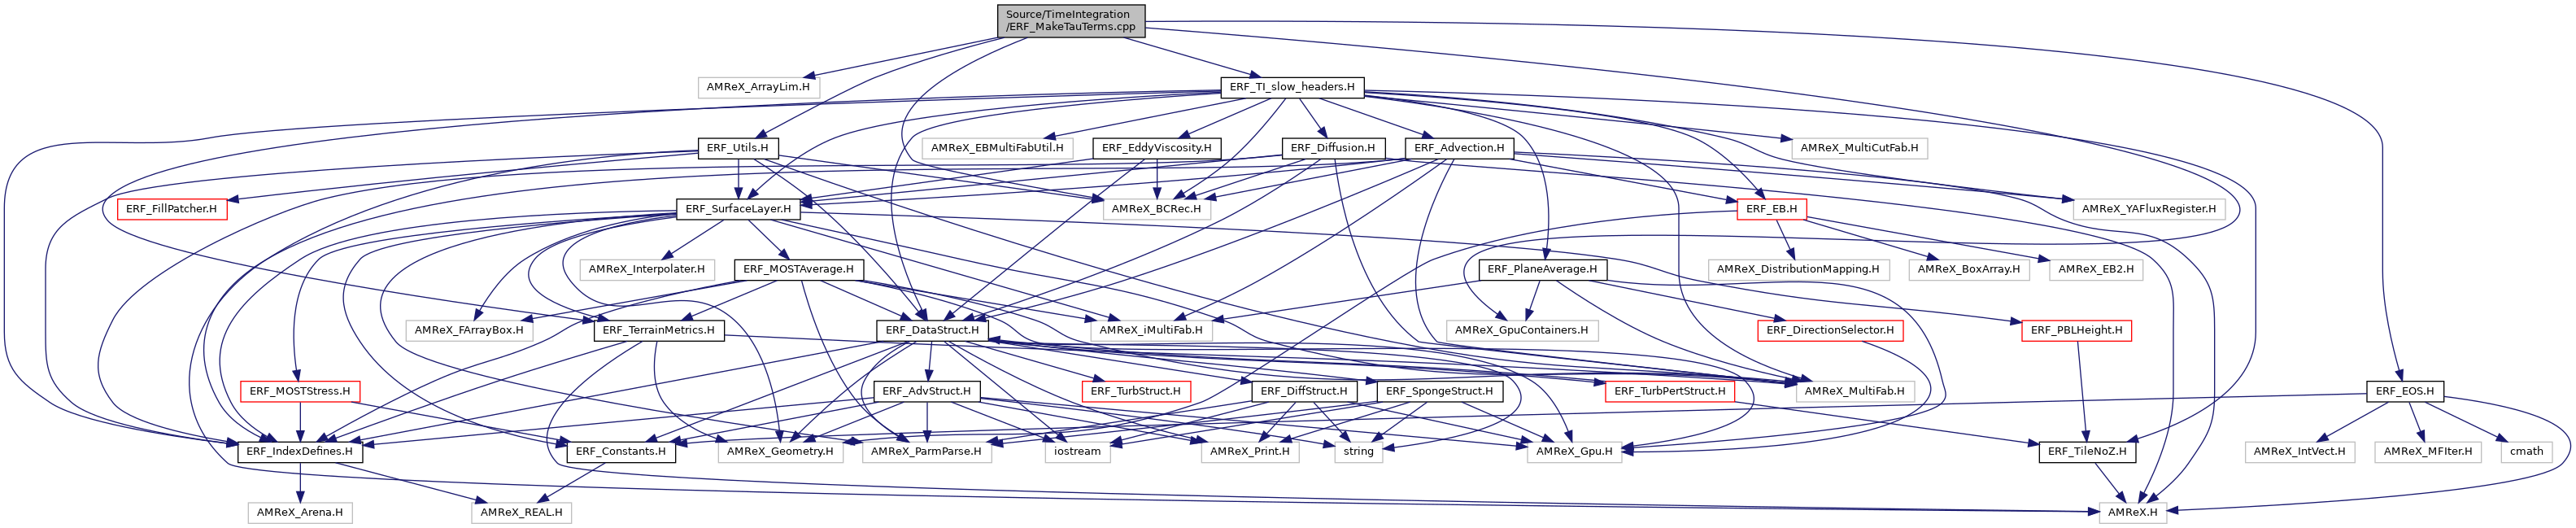 Source/TimeIntegration
/ERF_MakeTauTerms.cpp
AMReX_ArrayLim.H
ERF_TI_slow_headers.H
ERF_Utils.H
AMReX_EBMultiFabUtil.H
ERF_EddyViscosity.H
ERF_Diffusion.H
ERF_Advection.H
AMReX_MultiCutFab.H
ERF_FillPatcher.H
ERF_SurfaceLayer.H
AMReX_BCRec.H
ERF_EB.H
AMReX_YAFluxRegister.H
AMReX_Interpolater.H
ERF_MOSTAverage.H
ERF_PlaneAverage.H
AMReX_DistributionMapping.H
AMReX_BoxArray.H
AMReX_EB2.H
AMReX_FArrayBox.H
ERF_TerrainMetrics.H
ERF_DataStruct.H
AMReX_iMultiFab.H
AMReX_GpuContainers.H
ERF_DirectionSelector.H
ERF_PBLHeight.H
ERF_MOSTStress.H
ERF_AdvStruct.H
ERF_TurbStruct.H
ERF_DiffStruct.H
ERF_SpongeStruct.H
ERF_TurbPertStruct.H
AMReX_MultiFab.H
ERF_EOS.H
ERF_IndexDefines.H
ERF_Constants.H
AMReX_Geometry.H
AMReX_ParmParse.H
iostream
AMReX_Print.H
string
AMReX_Gpu.H
ERF_TileNoZ.H
AMReX_IntVect.H
AMReX_MFIter.H
cmath
AMReX_Arena.H
AMReX_REAL.H
AMReX.H